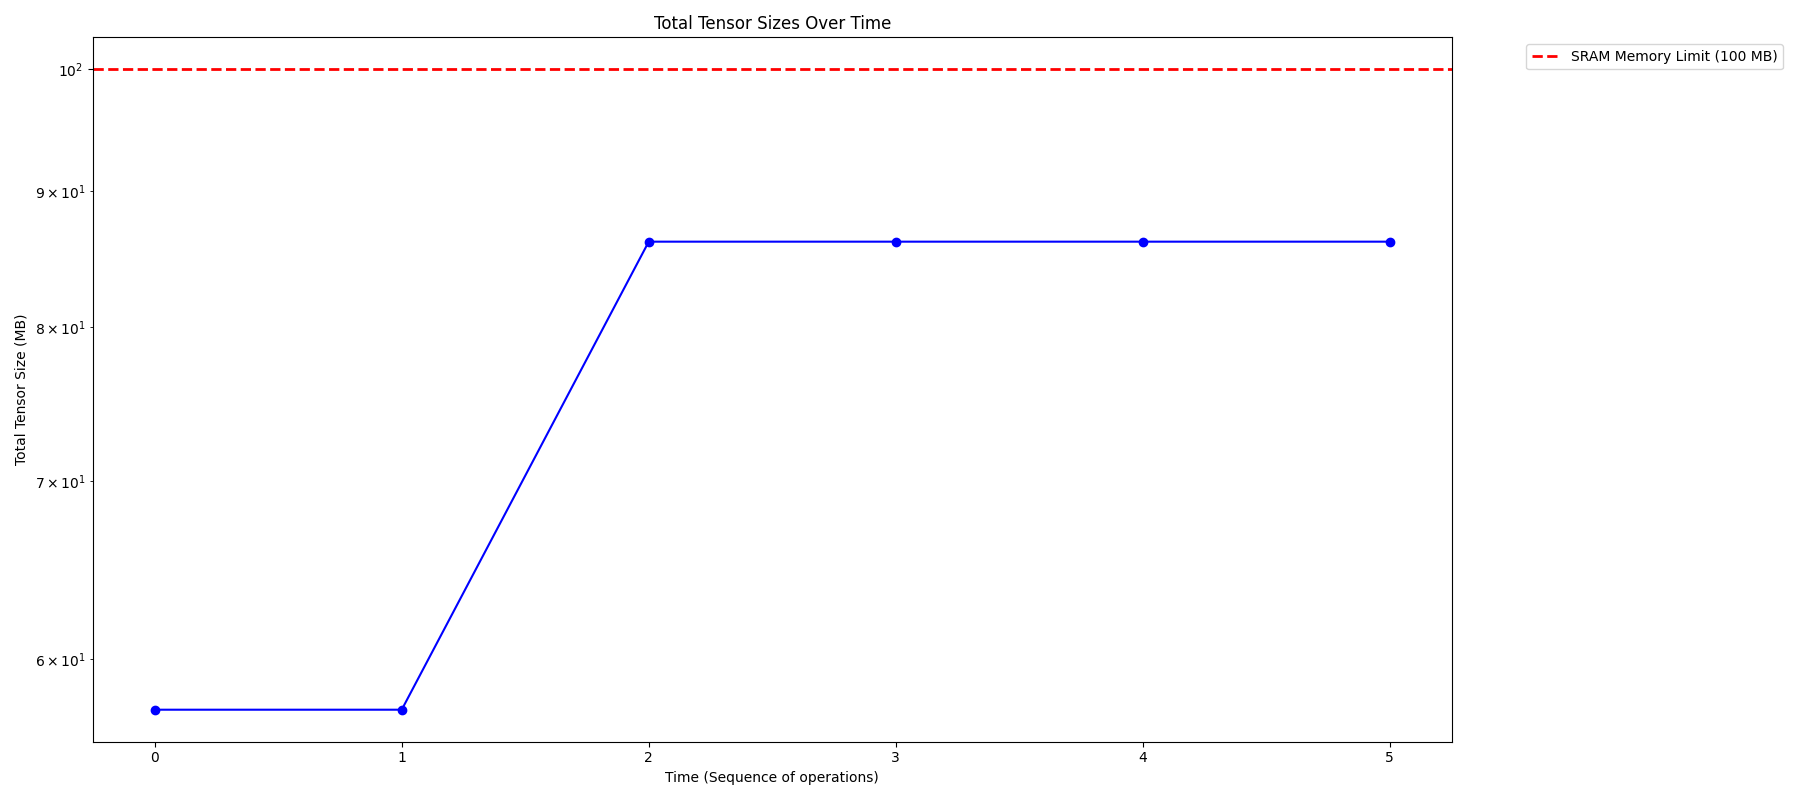 Total Tensor Sizes Over Time
SRAM Memory Limit (100 MB)
10²
9 × 10¹
8 × 10¹
7 × 10¹
6 × 10¹
Total Tensor Size (MB)
0 1 2 3 4 5
Time (Sequence of operations)